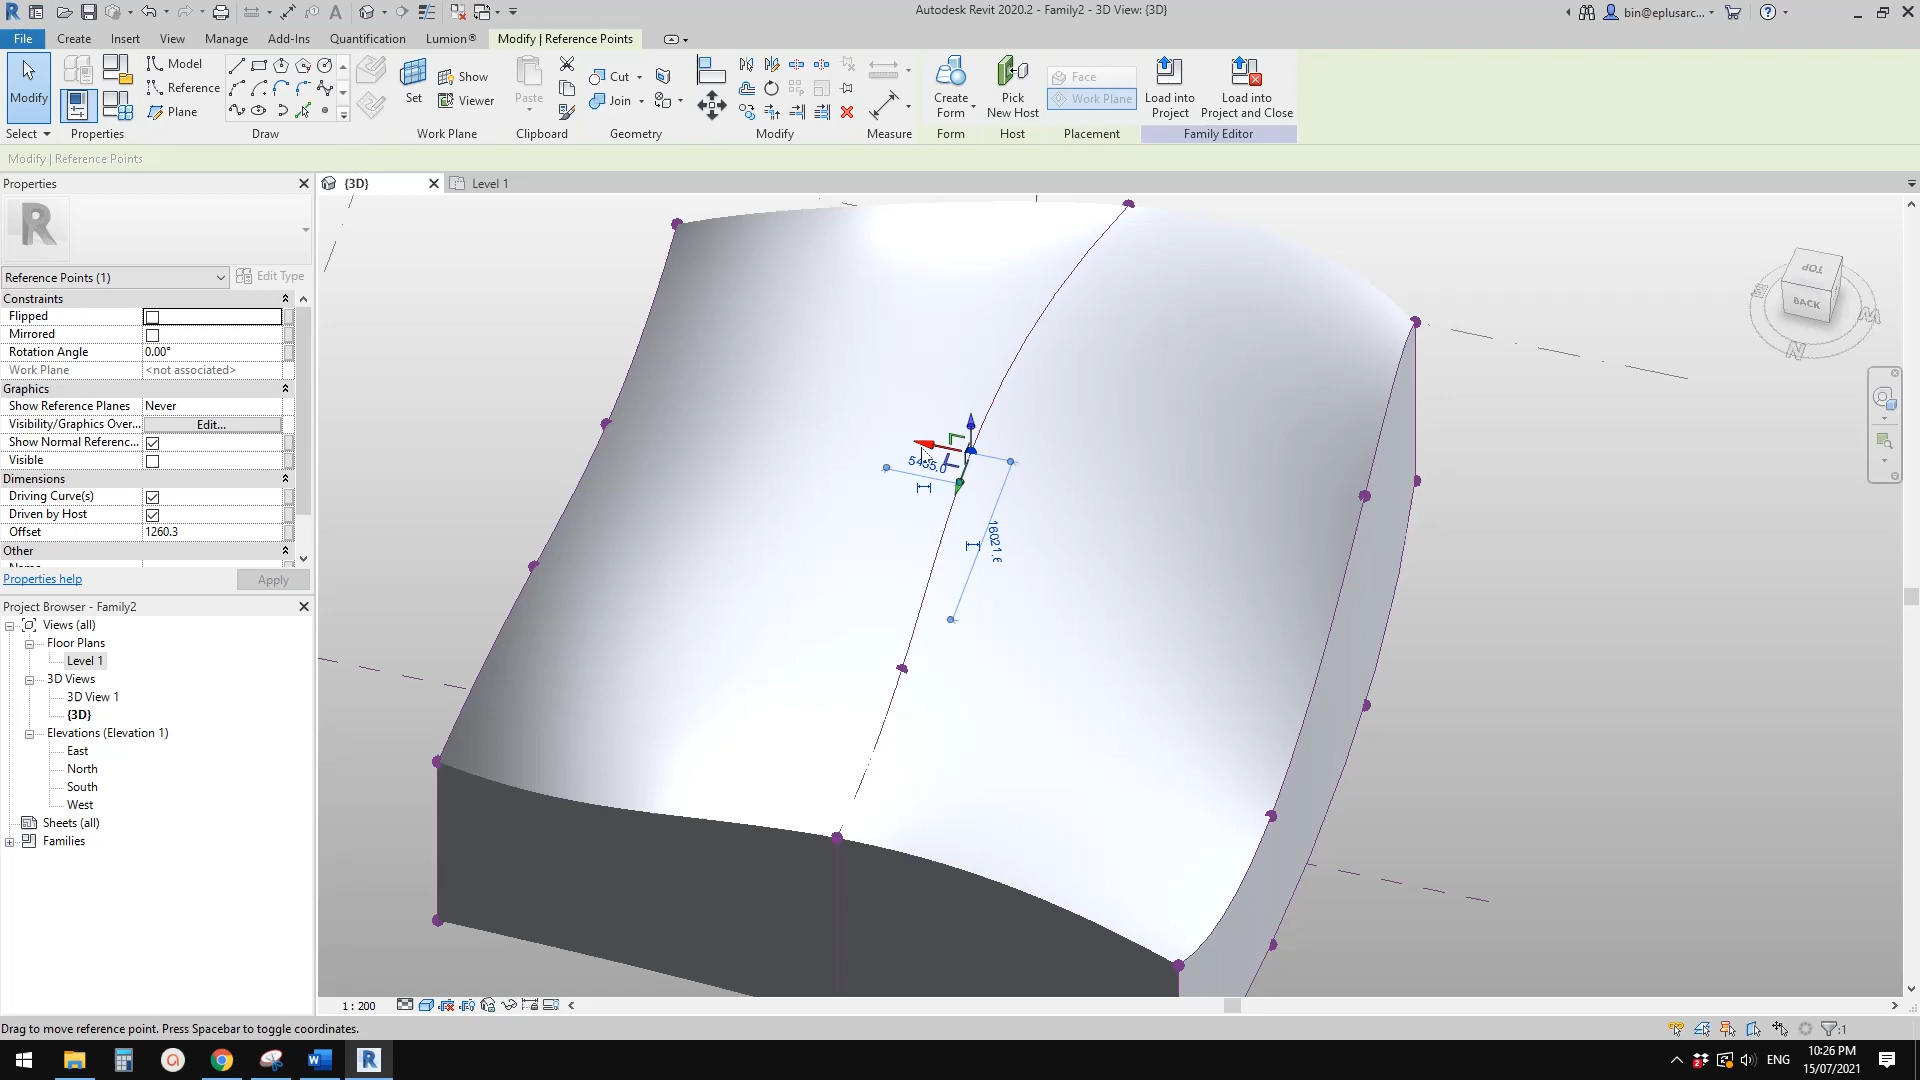 Autodesk Revit 2020.2 - Family2 - 3D View: {3D}
bin@eplusarc...
File Create Insert View Manage Add-Ins Massing Quantification Lumion® Modify | Reference Points
Modify
Model
Reference
Plane
Set
Show
Viewer
Paste
Cut
Join
Create Form
Pick New Host
Face
Work Plane
Load into Project
Load into Project and Close
Select Properties Draw Work Plane Clipboard Geometry Modify Measure Form Host Placement Family Editor
Modify | Reference Points
Properties
{3D}
Level 1
R
Reference Points (1)
Edit Type
Constraints
Flipped
Mirrored
Rotation Angle 0.00°
Work Plane <not associated>
Graphics
Show Reference Planes Never
Visibility/Graphics Over... Edit...
Show Normal Referenc...
Visible
Dimensions
Driving Curve(s)
Driven by Host
Offset 1260.3
Other
Properties help
Apply
Project Browser - Family2
Views (all)
Floor Plans
Level 1
3D Views
3D View 1
{3D}
Elevations (Elevation 1)
East
North
South
West
Sheets (all)
Families
TOP
BACK
N
16021.6
1 : 200
Drag to move reference point. Press Spacebar to toggle coordinates.
:1
ENG
10:26 PM
15/07/2021